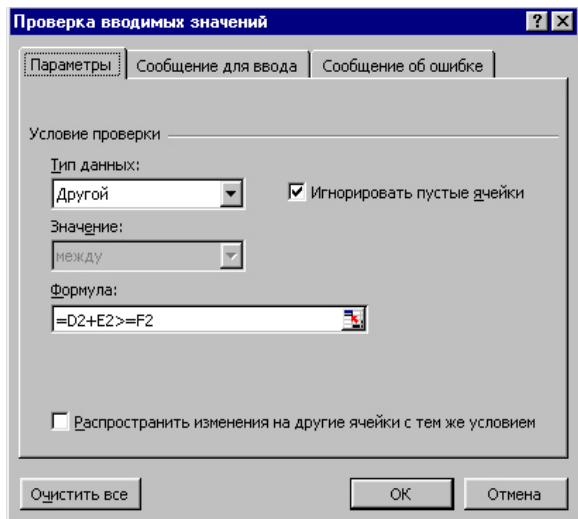 Проверка вводимых значений
Параметры Сообщение для ввода Сообщение об ошибке
Условие проверки
Тип данных:
Другой Игнорировать пустые ячейки
Значение:
между
Формула:
=D2+E2>=F2
Распространить изменения на другие ячейки с тем же условием
Очистить все ОК Отмена